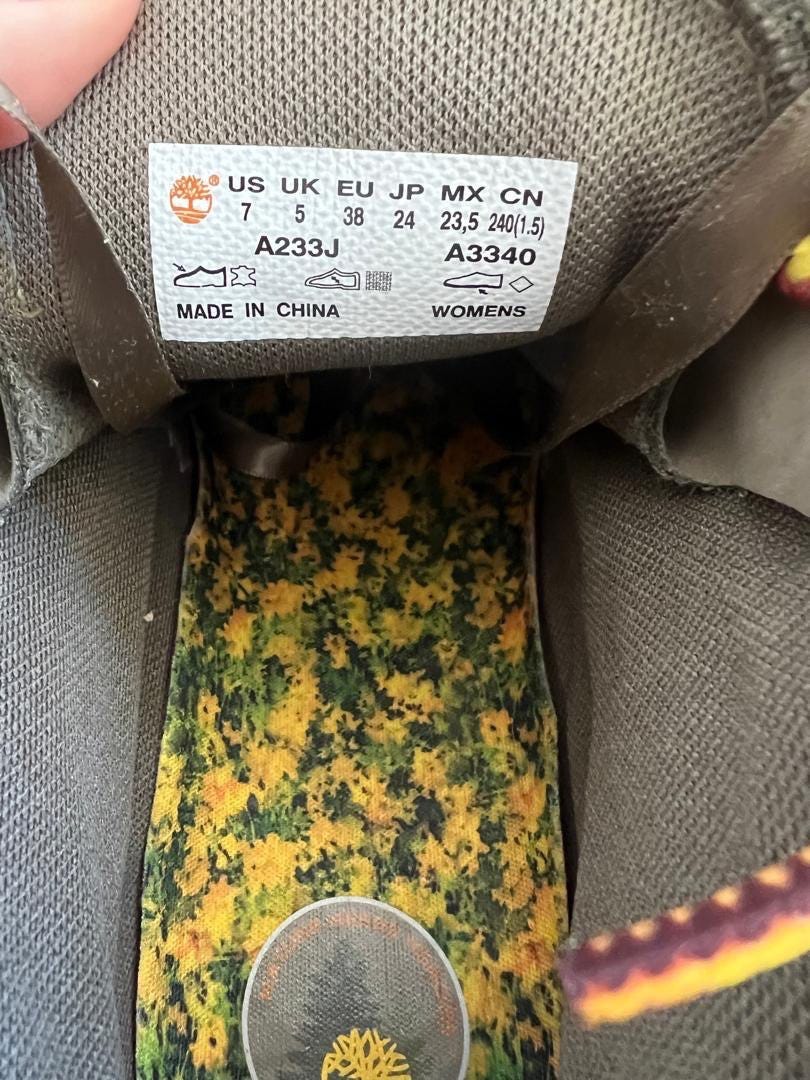 ® US UK EU JP MX CN
7 5 38 24 23,5 240(1.5)
A233J A3340
MADE IN CHINA WOMENS